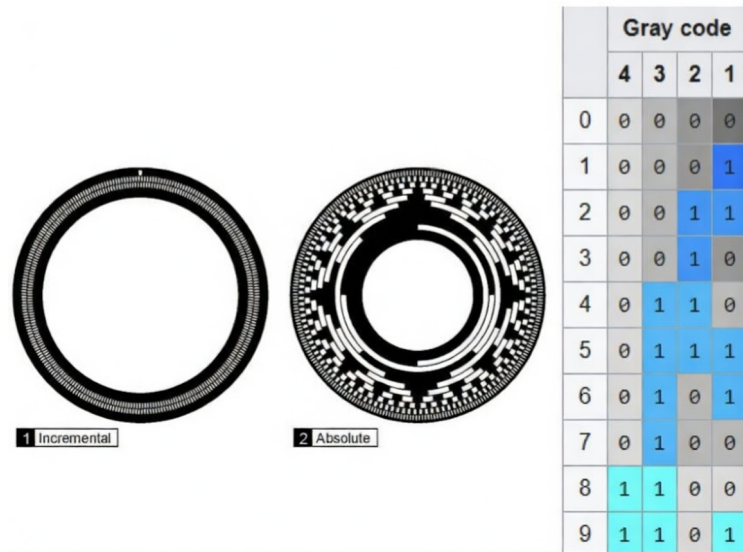 1 Incremental
2 Absolute
Gray code
4 3 2 1
0 0 0 0 0
1 0 0 0 1
2 0 0 1 1
3 0 0 1 0
4 0 1 1 0
5 0 1 1 1
6 0 1 0 1
7 0 1 0 0
8 1 1 0 0
9 1 1 0 1